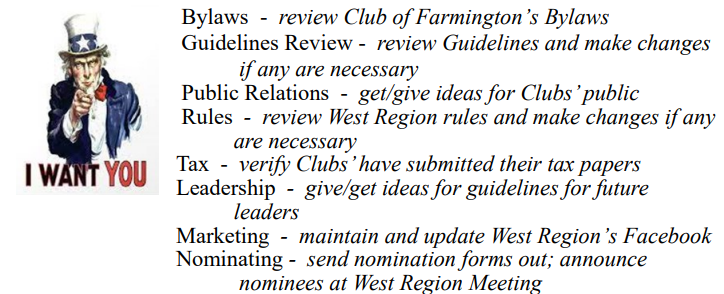 Bylaws - review Club of Farmington’s Bylaws
Guidelines Review - review Guidelines and make changes
if any are necessary
Public Relations - get/give ideas for Clubs’ public
Rules - review West Region rules and make changes if any
are necessary
Tax - verify Clubs’ have submitted their tax papers
Leadership - give/get ideas for guidelines for future
leaders
Marketing - maintain and update West Region’s Facebook
Nominating - send nomination forms out; announce
nominees at West Region Meeting
I WANT YOU